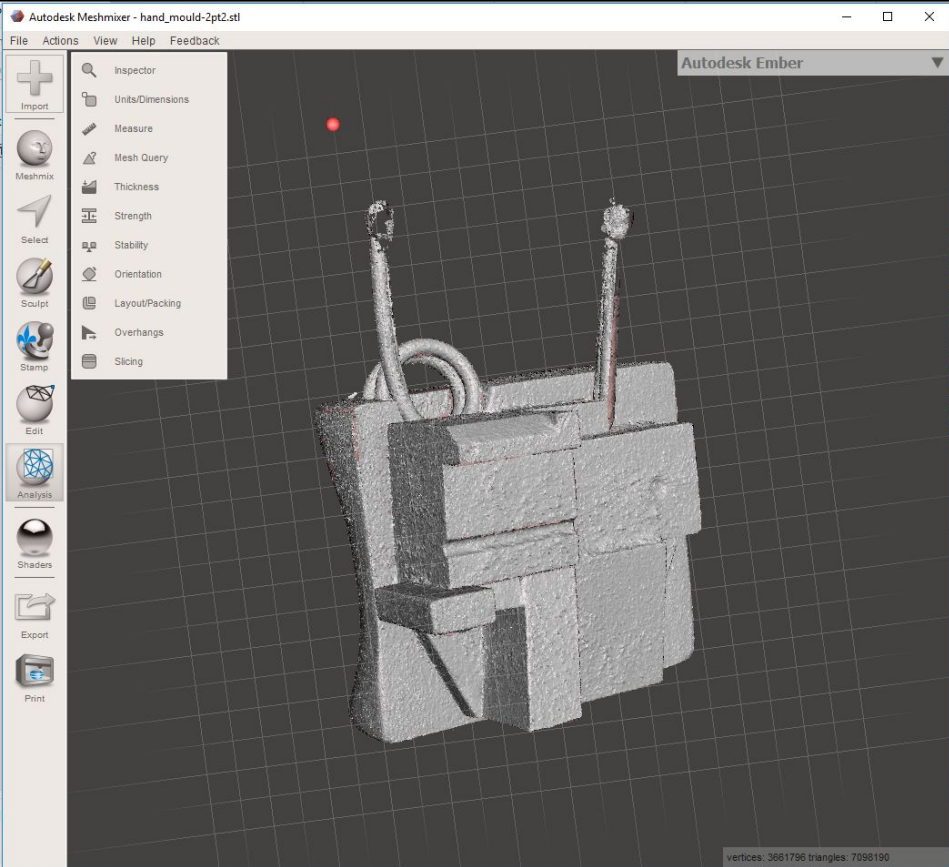 Autodesk Meshmixer - hand_mould-2pt2.stl
File Actions View Help Feedback
Autodesk Ember
Import
Meshmix
Select
Sculpt
Stamp
Edit
Analysis
Shaders
Export
Print
Inspector
Units/Dimensions
Measure
Mesh Query
Thickness
Strength
Stability
Orientation
Layout/Packing
Overhangs
Slicing
vertices: 3661796 triangles: 7098190